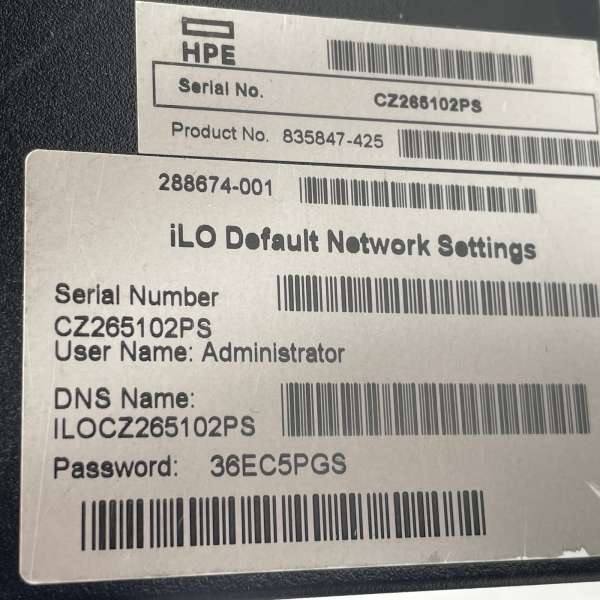 HPE
Serial No. CZ265102PS
Product No. 835847-425
288674-001
iLO Default Network Settings
Serial Number
CZ265102PS
User Name: Administrator
DNS Name:
ILOCZ265102PS
Password: 36EC5PGS